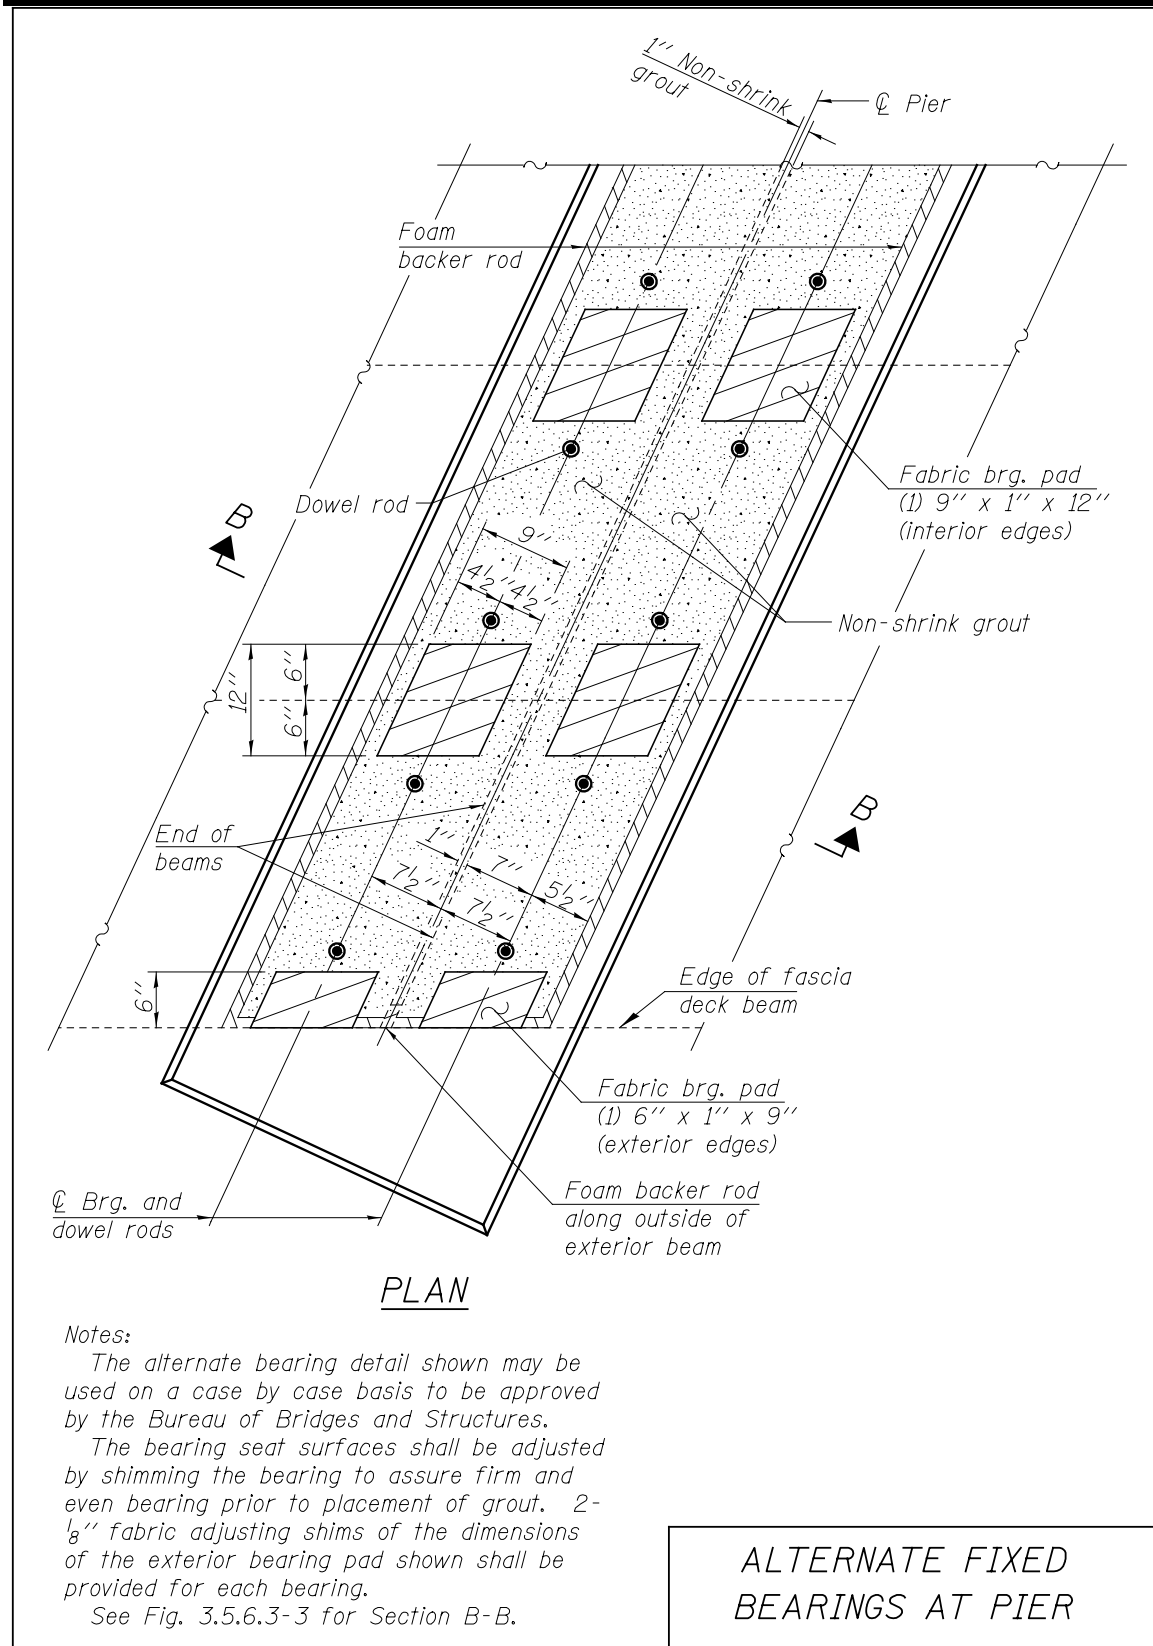 1" Non-shrink
grout
℄ Pier
Foam
backer rod
Fabric brg. pad
(1) 9" x 1" x 12"
(interior edges)
Dowel rod
B
9"
4½" 4½"
Non-shrink grout
12"
6"
6"
B
End of
beams
1"
7"
5½"
7½"
7½"
6"
Edge of fascia
deck beam
Fabric brg. pad
(1) 6" x 1" x 9"
(exterior edges)
℄ Brg. and
dowel rods
Foam backer rod
along outside of
exterior beam
PLAN
Notes:
The alternate bearing detail shown may be
used on a case by case basis to be approved
by the Bureau of Bridges and Structures.
The bearing seat surfaces shall be adjusted
by shimming the bearing to assure firm and
even bearing prior to placement of grout. 2-
⅛" fabric adjusting shims of the dimensions
of the exterior bearing pad shown shall be
provided for each bearing.
See Fig. 3.5.6.3-3 for Section B-B.
ALTERNATE FIXED
BEARINGS AT PIER